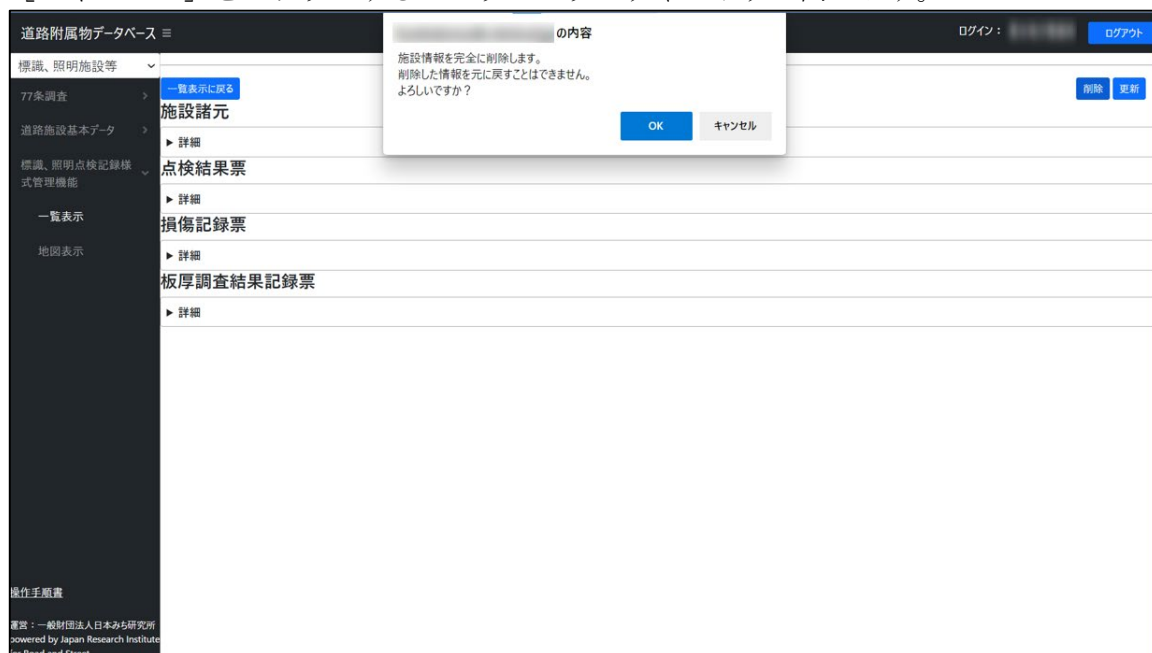 道路附属物データベース ≡
の内容
ログイン：
ログアウト
標識、照明施設等
施設情報を完全に削除します。
削除した情報を元に戻すことはできません。
よろしいですか？
OK
キャンセル
77条調査
道路施設基本データ
標識、照明点検記録様
式管理機能
一覧表示
地図表示
一覧表示に戻る
削除
更新
施設諸元
▶ 詳細
点検結果票
▶ 詳細
損傷記録票
▶ 詳細
板厚調査結果記録票
▶ 詳細
操作手順書
運営：一般財団法人日本みち研究所
powered by Japan Research Institute
for Road and Street